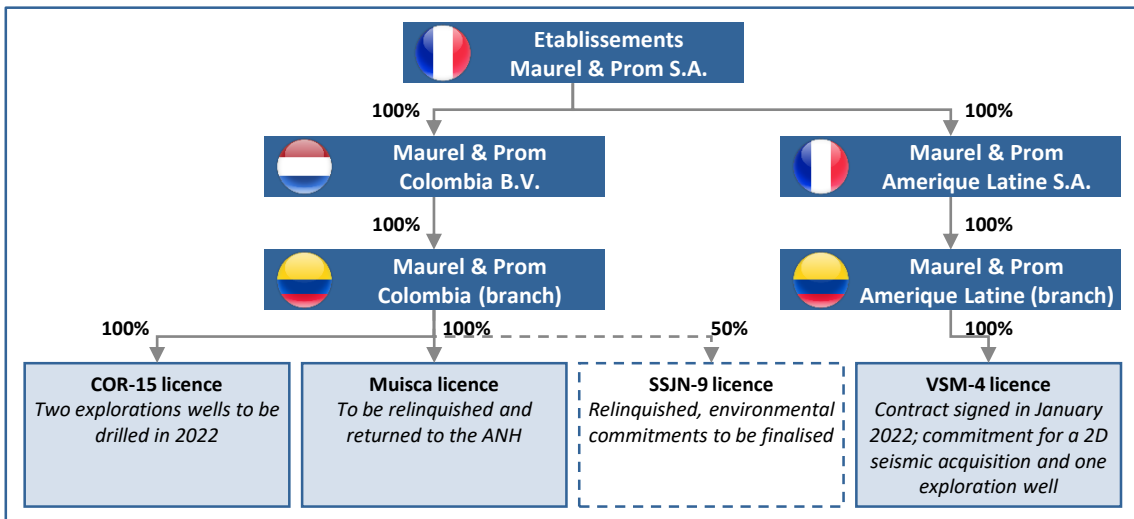 Etablissements
Maurel & Prom S.A.
100%
100%
Maurel & Prom
Colombia B.V.
Maurel & Prom
Amerique Latine S.A.
100%
100%
Maurel & Prom
Colombia (branch)
Maurel & Prom
Amerique Latine (branch)
100%
100%
50%
100%
COR-15 licence
Two explorations wells to be
drilled in 2022
Muisca licence
To be relinquished and
returned to the ANH
SSJN-9 licence
Relinquished, environmental
commitments to be finalised
VSM-4 licence
Contract signed in January
2022; commitment for a 2D
seismic acquisition and one
exploration well